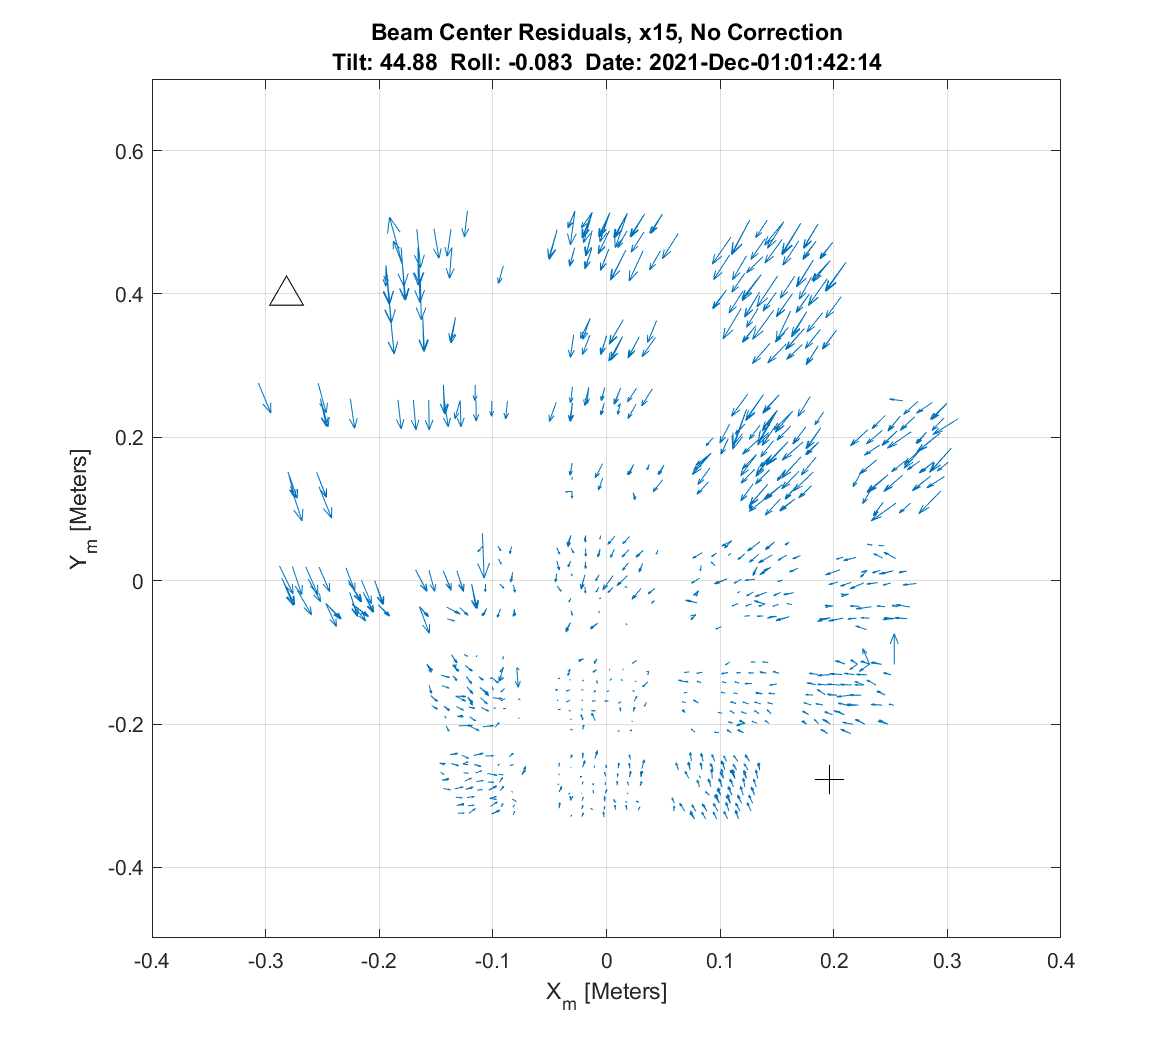 Beam Center Residuals, x15, No Correction
Tilt: 44.88 Roll: -0.083 Date: 2021-Dec-01:01:42:14
0.6
0.4
0.2
0
-0.2
-0.4
Y_m [Meters]
-0.4 -0.3 -0.2 -0.1 0 0.1 0.2 0.3 0.4
X_m [Meters]